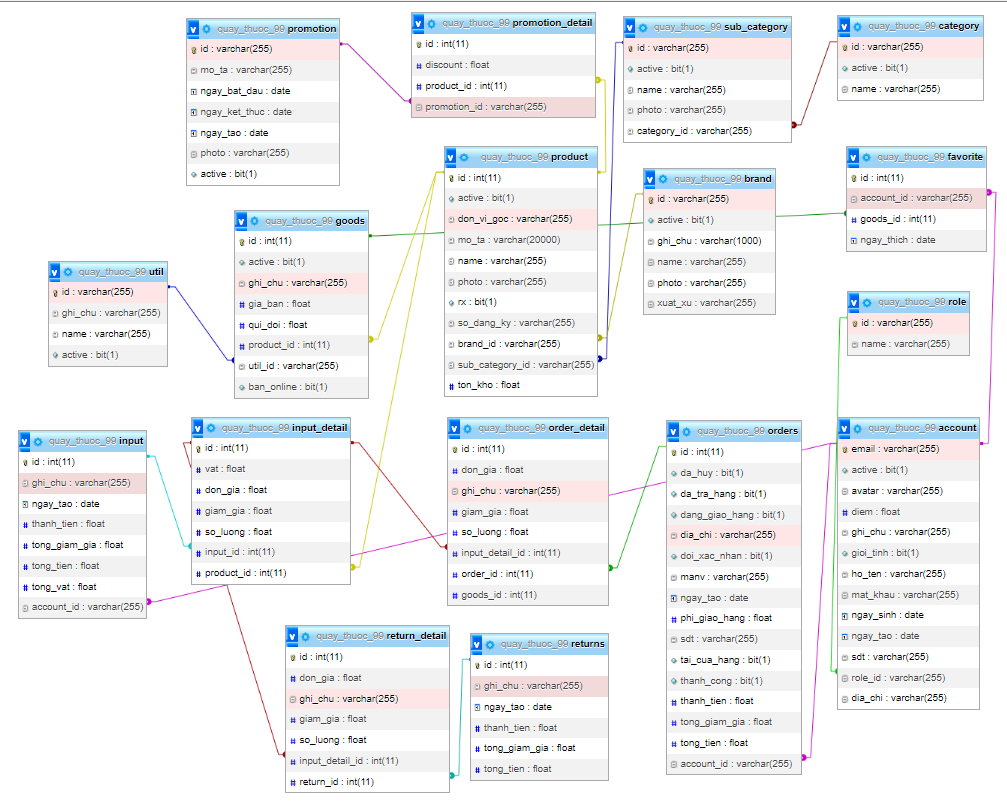 quay_thuoc_99 promotion
id : varchar(255)
mo_ta : varchar(255)
ngay_bat_dau : date
ngay_ket_thuc : date
ngay_tao : date
photo : varchar(255)
active : bit(1)
quay_thuoc_99 promotion_detail
id : int(11)
discount : float
product_id : int(11)
promotion_id : varchar(255)
quay_thuoc_99 sub_category
id : varchar(255)
active : bit(1)
name : varchar(255)
photo : varchar(255)
category_id : varchar(255)
quay_thuoc_99 category
id : varchar(255)
active : bit(1)
name : varchar(255)
quay_thuoc_99 product
id : int(11)
active : bit(1)
don_vi_goc : varchar(255)
mo_ta : varchar(20000)
name : varchar(255)
photo : varchar(255)
rx : bit(1)
so_dang_ky : varchar(255)
brand_id : varchar(255)
sub_category_id : varchar(255)
ton_kho : float
quay_thuoc_99 brand
id : varchar(255)
active : bit(1)
ghi_chu : varchar(1000)
name : varchar(255)
photo : varchar(255)
xuat_xu : varchar(255)
quay_thuoc_99 favorite
id : int(11)
account_id : varchar(255)
goods_id : int(11)
ngay_thich : date
quay_thuoc_99 goods
id : int(11)
active : bit(1)
ghi_chu : varchar(255)
gia_ban : float
qui_doi : float
product_id : int(11)
util_id : varchar(255)
ban_online : bit(1)
quay_thuoc_99 util
id : varchar(255)
ghi_chu : varchar(255)
name : varchar(255)
active : bit(1)
quay_thuoc_99 role
id : varchar(255)
name : varchar(255)
quay_thuoc_99 input
id : int(11)
ghi_chu : varchar(255)
ngay_tao : date
thanh_tien : float
tong_giam_gia : float
tong_tien : float
tong_vat : float
account_id : varchar(255)
quay_thuoc_99 input_detail
id : int(11)
vat : float
don_gia : float
giam_gia : float
so_luong : float
input_id : int(11)
product_id : int(11)
quay_thuoc_99 order_detail
id : int(11)
don_gia : float
ghi_chu : varchar(255)
giam_gia : float
so_luong : float
input_detail_id : int(11)
order_id : int(11)
goods_id : int(11)
quay_thuoc_99 orders
id : int(11)
da_huy : bit(1)
da_tra_hang : bit(1)
dang_giao_hang : bit(1)
dia_chi : varchar(255)
doi_xac_nhan : bit(1)
manv : varchar(255)
ngay_tao : date
phi_giao_hang : float
sdt : varchar(255)
tai_cua_hang : bit(1)
thanh_cong : bit(1)
thanh_tien : float
tong_giam_gia : float
tong_tien : float
account_id : varchar(255)
quay_thuoc_99 account
email : varchar(255)
active : bit(1)
avatar : varchar(255)
diem : float
ghi_chu : varchar(255)
gioi_tinh : bit(1)
ho_ten : varchar(255)
mat_khau : varchar(255)
ngay_sinh : date
ngay_tao : date
sdt : varchar(255)
role_id : varchar(255)
dia_chi : varchar(255)
quay_thuoc_99 return_detail
id : int(11)
don_gia : float
ghi_chu : varchar(255)
giam_gia : float
so_luong : float
input_detail_id : int(11)
return_id : int(11)
quay_thuoc_99 returns
id : int(11)
ghi_chu : varchar(255)
ngay_tao : date
thanh_tien : float
tong_giam_gia : float
tong_tien : float